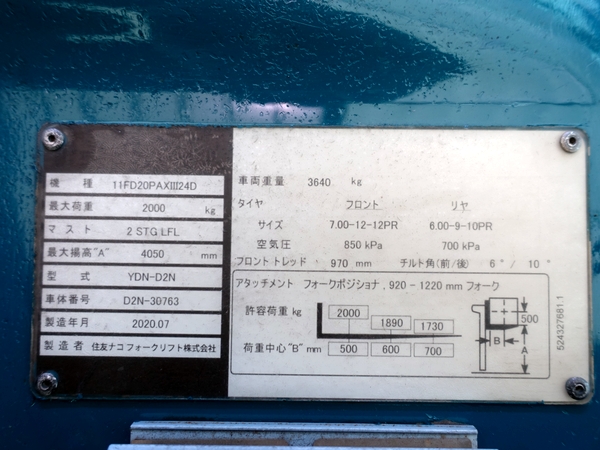 機 種 11FD20PAXⅢ24D
最大荷重 2000 kg
マ ス ト 2 STG LFL
最大揚高"A" 4050 mm
型 式 YDN-D2N
車体番号 D2N-30763
製造年月 2020.07
製 造 者 住友ナコフォークリフト株式会社
車両重量 3640 kg
タイヤ フロント リヤ
サイズ 7.00-12-12PR 6.00-9-10PR
空気圧 850 kPa 700 kPa
フロントトレッド 970 mm チルト角(前/後) 6°/ 10°
アタッチメント フォークポジショナ, 920-1220 mm フォーク
許容荷重 kg 2000 1890 1730
荷重中心"B" mm 500 600 700
500
B
A
524327681:1